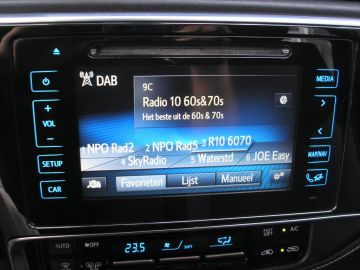 DAB
9C
Radio 10 60s&70s
Het beste uit de 60s & 70s
1 NPO Rad2 2 NPO Rad5 3 R10 6070
4 SkyRadio 5 Waterstd 6 JOE Easy
Favorieten Lijst Manueel
+
VOL
-
SETUP
CAR
MEDIA
MAP/NAV
AUTO OFF 23.5 SOFT A/C